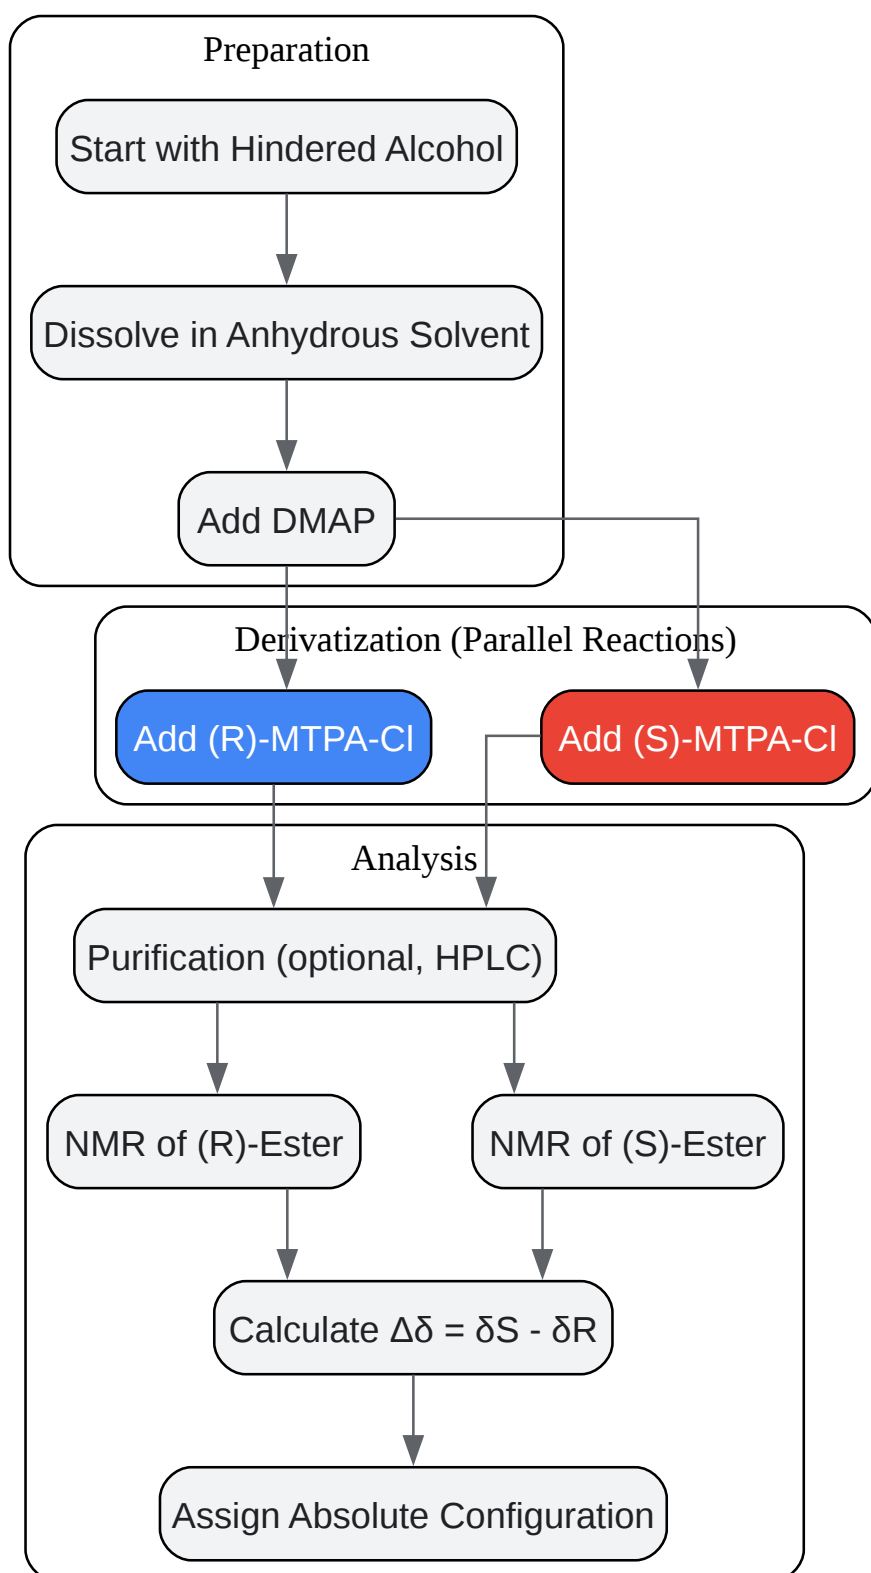 Preparation
Start with Hindered Alcohol
Dissolve in Anhydrous Solvent
Add DMAP
Derivatization (Parallel Reactions)
Add (R)-MTPA-Cl
Add (S)-MTPA-Cl
Analysis
Purification (optional, HPLC)
NMR of (R)-Ester
NMR of (S)-Ester
Calculate Δδ = δS - δR
Assign Absolute Configuration